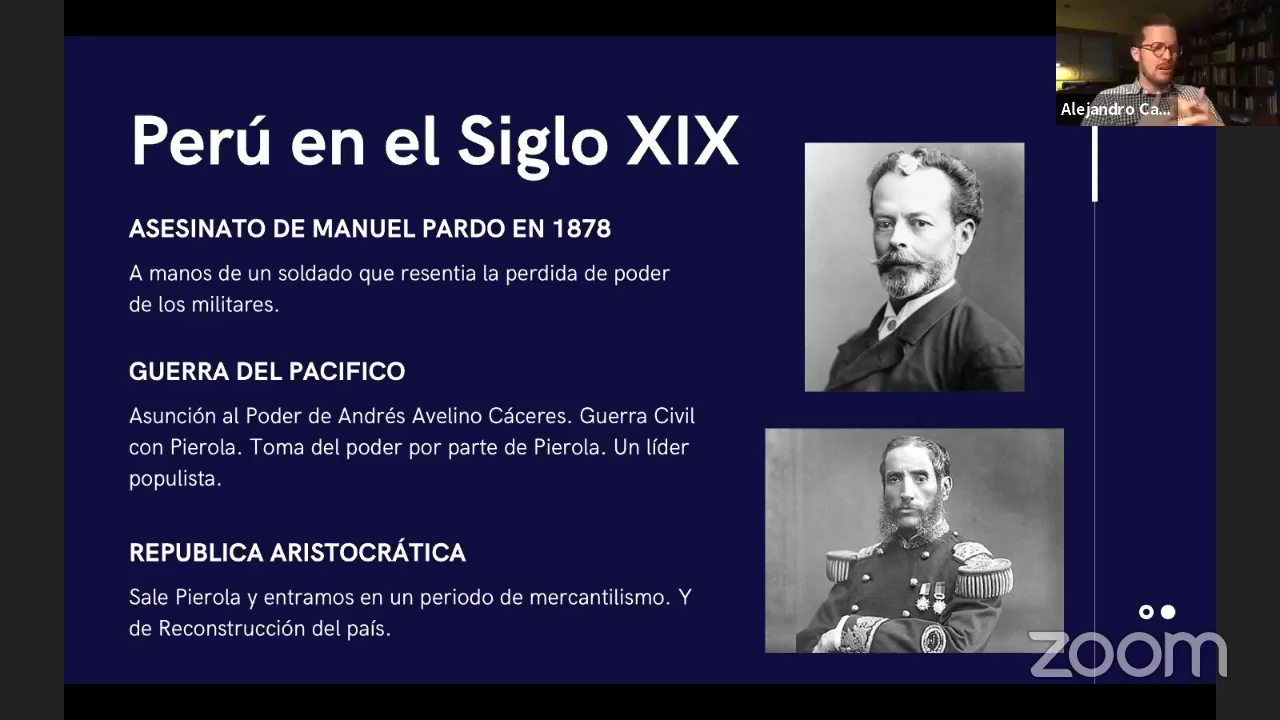 Perú en el Siglo XIX
ASESINATO DE MANUEL PARDO EN 1878
A manos de un soldado que resentia la perdida de poder
de los militares.
GUERRA DEL PACIFICO
Asunción al Poder de Andrés Avelino Cáceres. Guerra Civil
con Pierola. Toma del poder por parte de Pierola. Un líder
populista.
REPUBLICA ARISTOCRÁTICA
Sale Pierola y entramos en un periodo de mercantilismo. Y
de Reconstrucción del país.
Alejandro Ca...
zoom